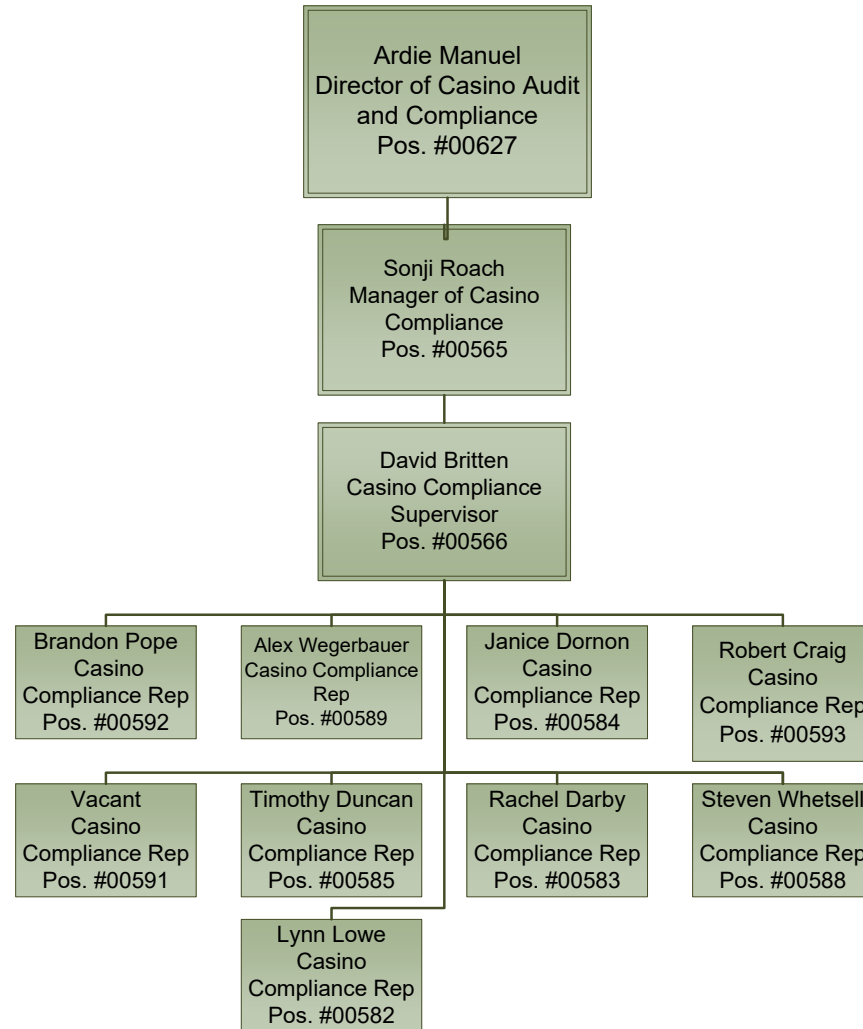 Ardie Manuel
Director of Casino Audit
and Compliance
Pos. #00627
Sonji Roach
Manager of Casino
Compliance
Pos. #00565
David Britten
Casino Compliance
Supervisor
Pos. #00566
Brandon Pope
Casino
Compliance Rep
Pos. #00592
Alex Wegerbauer
Casino Compliance
Rep
Pos. #00589
Janice Dornon
Casino
Compliance Rep
Pos. #00584
Robert Craig
Casino
Compliance Rep
Pos. #00593
Vacant
Casino
Compliance Rep
Pos. #00591
Timothy Duncan
Casino
Compliance Rep
Pos. #00585
Rachel Darby
Casino
Compliance Rep
Pos. #00583
Steven Whetsell
Casino
Compliance Rep
Pos. #00588
Lynn Lowe
Casino
Compliance Rep
Pos. #00582